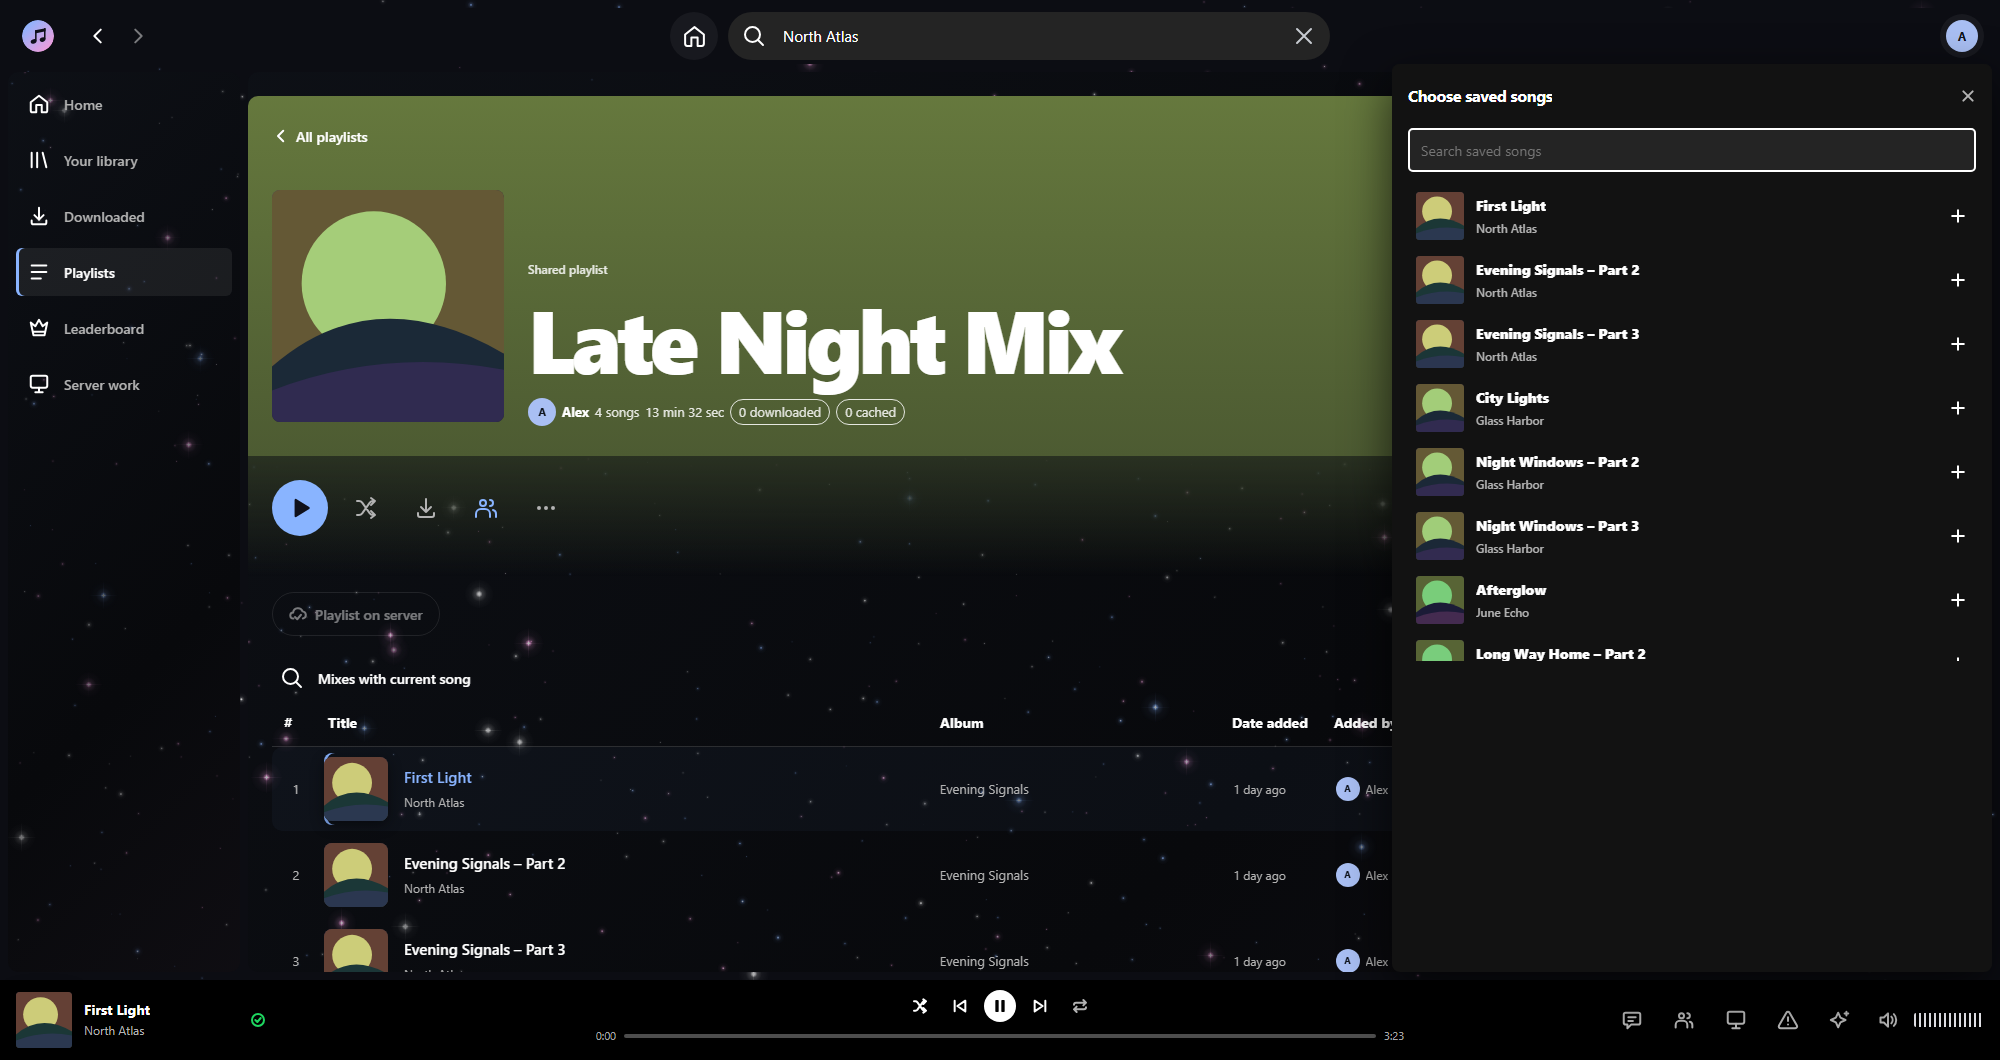 North Atlas
A
Home
Your library
Downloaded
Playlists
Leaderboard
Server work
All playlists
Shared playlist
Late Night Mix
A Alex 4 songs 13 min 32 sec 0 downloaded 0 cached
Playlist on server
Mixes with current song
# Title Album Date added Added by
1 First Light Evening Signals 1 day ago A Alex
North Atlas
2 Evening Signals – Part 2 Evening Signals 1 day ago A Alex
North Atlas
3 Evening Signals – Part 3 Evening Signals 1 day ago A Alex
Choose saved songs
Search saved songs
First Light
North Atlas
Evening Signals – Part 2
North Atlas
Evening Signals – Part 3
North Atlas
City Lights
Glass Harbor
Night Windows – Part 2
Glass Harbor
Night Windows – Part 3
Glass Harbor
Afterglow
June Echo
Long Way Home – Part 2
First Light
North Atlas
0:00 3:23